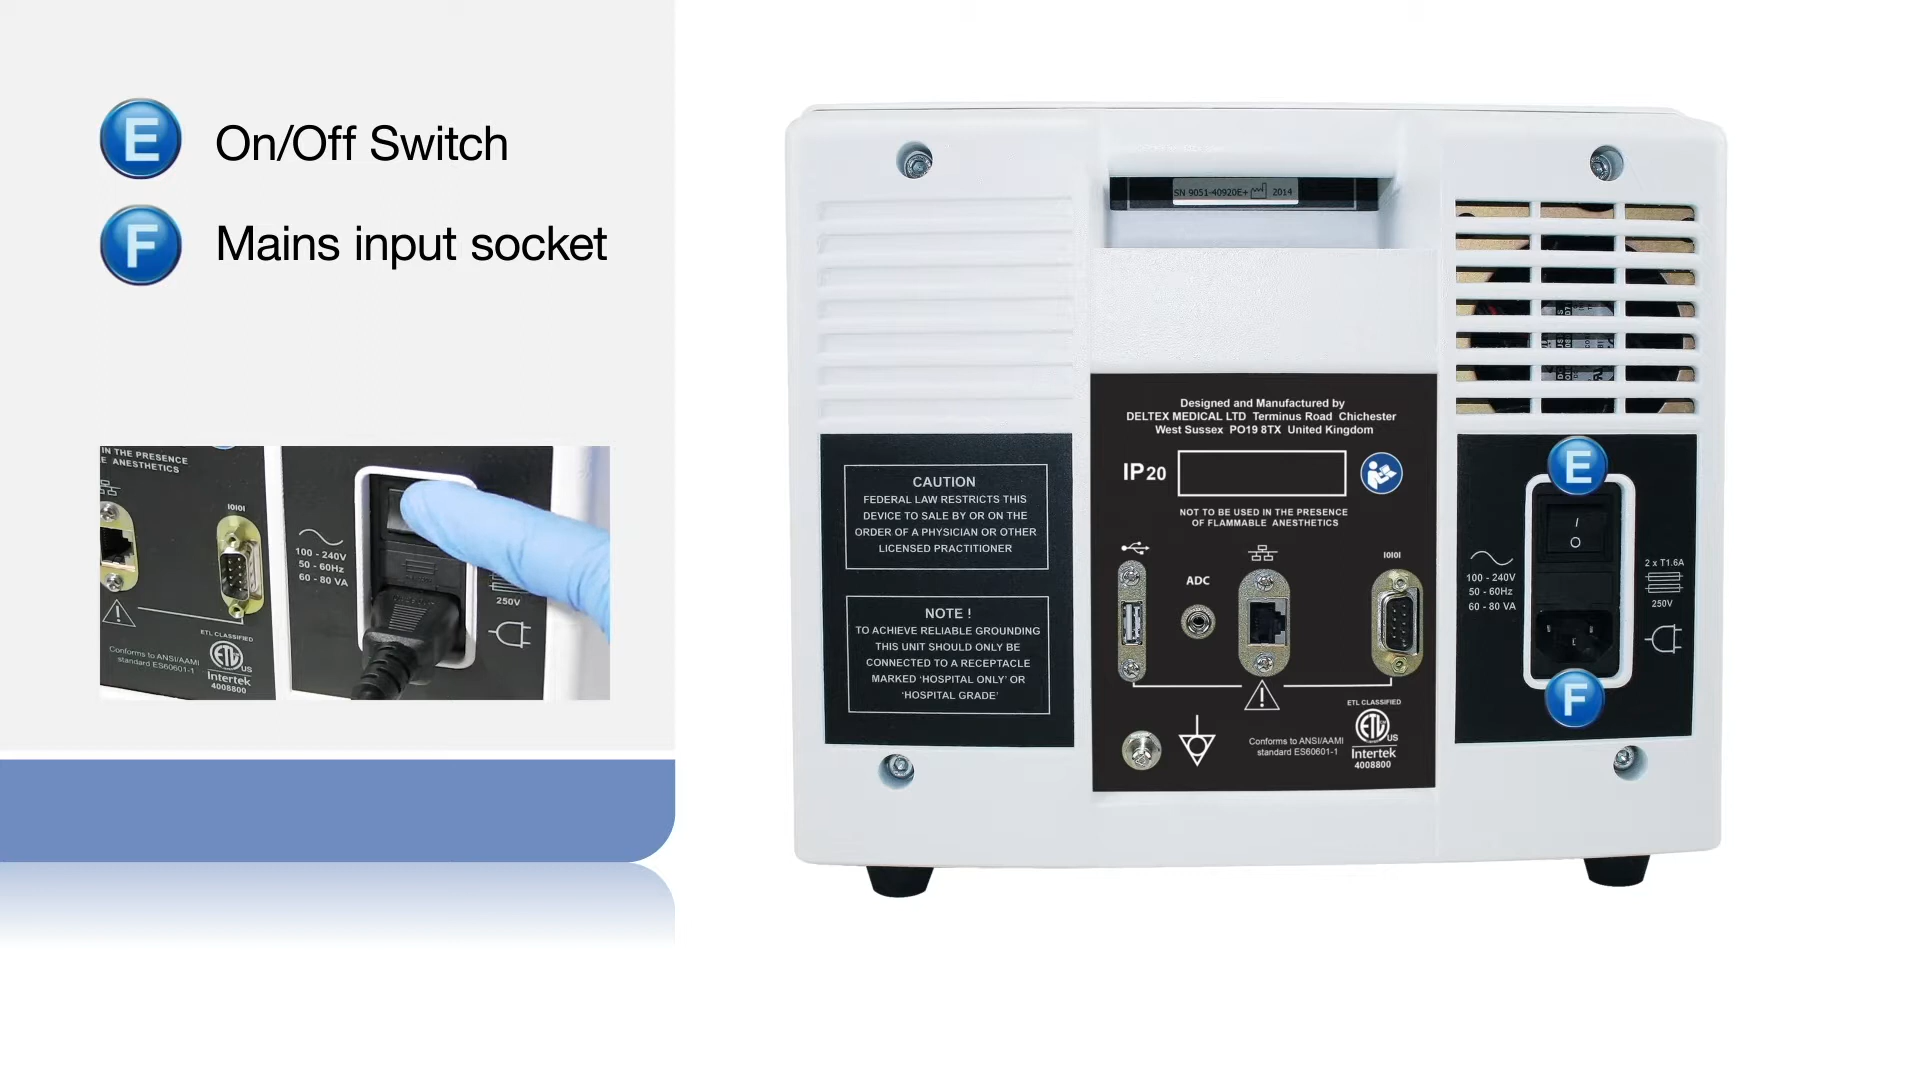 E On/Off Switch
F Mains input socket
IN THE PRESENCE
E ANESTHETICS
IOIOI
100 - 240V
50 - 60Hz
60 - 80 VA
250V
ETL CLASSIFIED
Conforms to ANSI/AAMI
standard ES60601-1
ETL
US
Intertek
4008800
SN 9051-40920E+ 2014
Designed and Manufactured by
DELTEX MEDICAL LTD Terminus Road Chichester
West Sussex PO19 8TX United Kingdom
IP20
NOT TO BE USED IN THE PRESENCE
OF FLAMMABLE ANESTHETICS
CAUTION
FEDERAL LAW RESTRICTS THIS
DEVICE TO SALE BY OR ON THE
ORDER OF A PHYSICIAN OR OTHER
LICENSED PRACTITIONER
NOTE !
TO ACHIEVE RELIABLE GROUNDING
THIS UNIT SHOULD ONLY BE
CONNECTED TO A RECEPTACLE
MARKED ‘HOSPITAL ONLY’ OR
‘HOSPITAL GRADE’
ADC
IOIOI
ETL CLASSIFIED
Conforms to ANSI/AAMI
standard ES60601-1
ETL
US
Intertek
4008800
E
I
O
100 - 240V
50 - 60Hz
60 - 80 VA
2 x T1.6A
250V
F